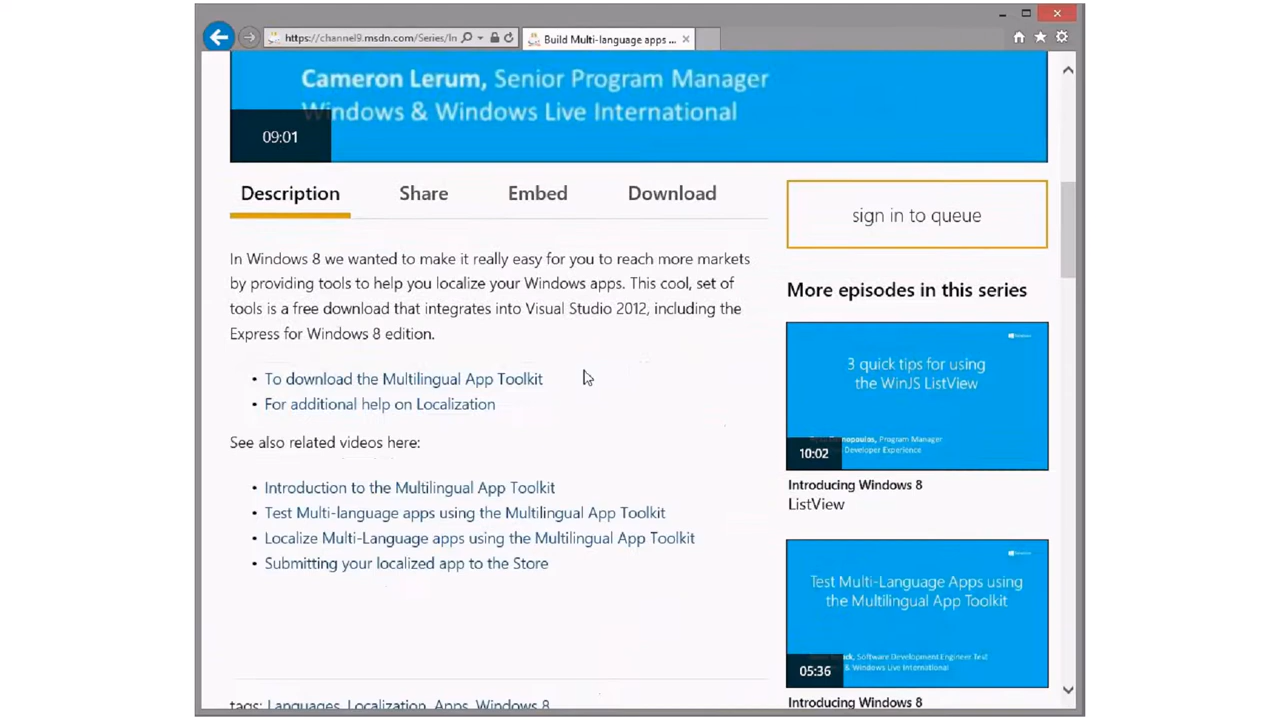 https://channel9.msdn.com/Series/In
Build Multi-language apps ...
Cameron Lerum, Senior Program Manager
Windows & Windows Live International
09:01
Description
Share
Embed
Download
sign in to queue
In Windows 8 we wanted to make it really easy for you to reach more markets
by providing tools to help you localize your Windows apps. This cool, set of
tools is a free download that integrates into Visual Studio 2012, including the
Express for Windows 8 edition.
• To download the Multilingual App Toolkit
• For additional help on Localization
See also related videos here:
• Introduction to the Multilingual App Toolkit
• Test Multi-language apps using the Multilingual App Toolkit
• Localize Multi-Language apps using the Multilingual App Toolkit
• Submitting your localized app to the Store
tags: Languages, Localization, Apps, Windows 8
More episodes in this series
3 quick tips for using
the WinJS ListView
Program Manager
Developer Experience
10:02
Introducing Windows 8
ListView
Test Multi-Language Apps using
the Multilingual App Toolkit
Software Development Engineer Test
& Windows Live International
05:36
Introducing Windows 8